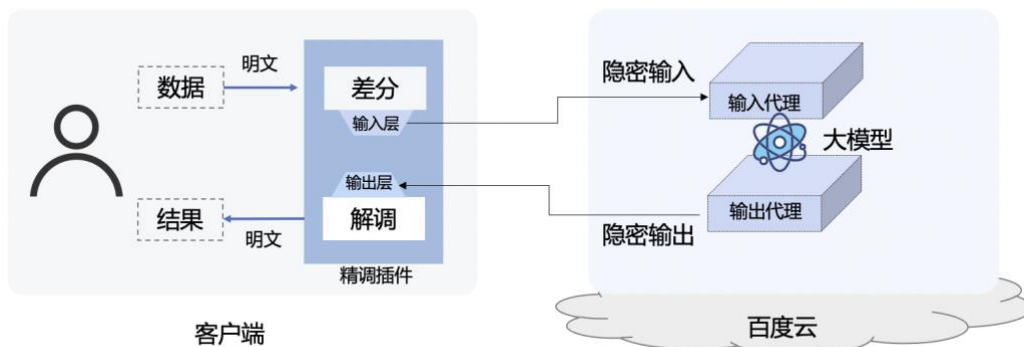 数据
明文
差分
输入层
隐密输入
输入代理
大模型
输出层
解调
结果
明文
精调插件
输出代理
隐密输出
客户端
百度云